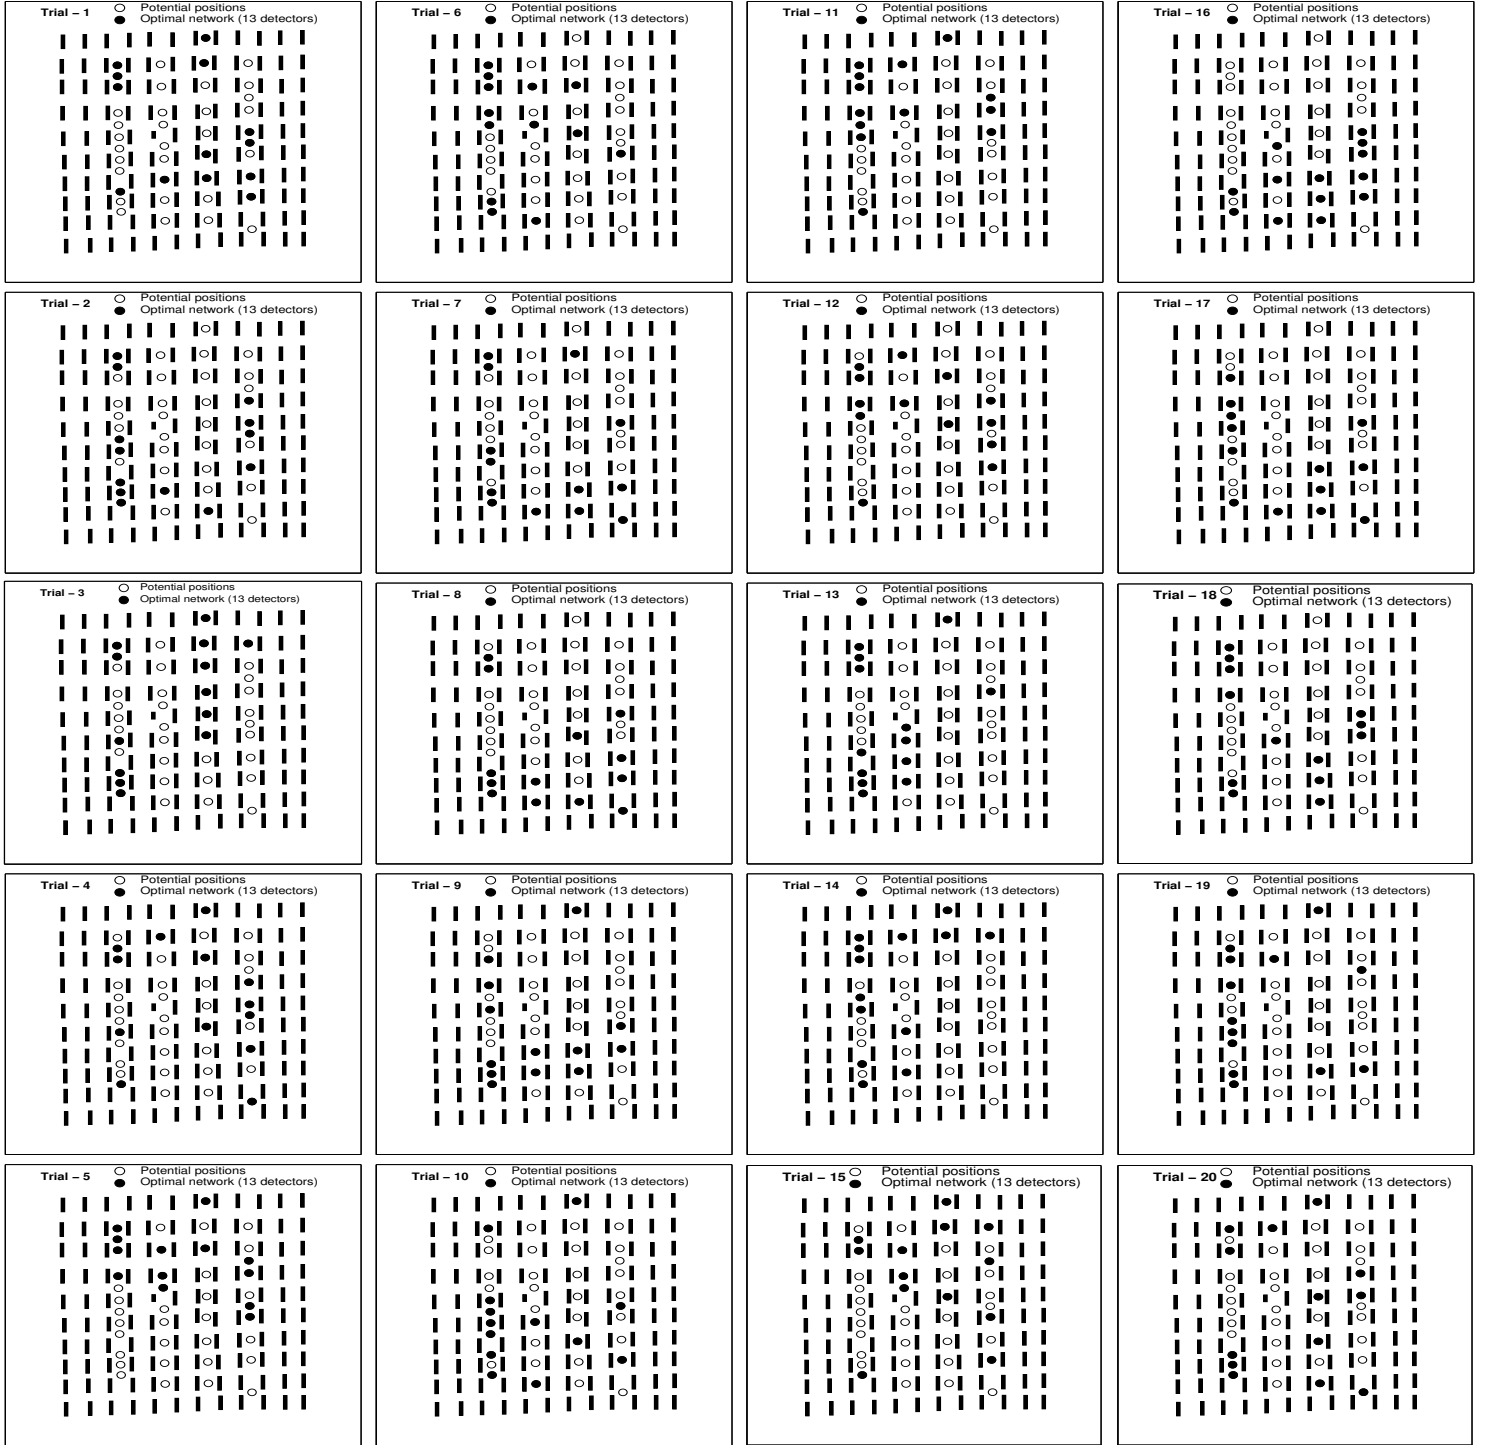 Trial – 1 Potential positions
Optimal network (13 detectors)
Trial – 6 Potential positions
Optimal network (13 detectors)
Trial – 11 Potential positions
Optimal network (13 detectors)
Trial – 16 Potential positions
Optimal network (13 detectors)
Trial – 2 Potential positions
Optimal network (13 detectors)
Trial – 7 Potential positions
Optimal network (13 detectors)
Trial – 12 Potential positions
Optimal network (13 detectors)
Trial – 17 Potential positions
Optimal network (13 detectors)
Trial – 3 Potential positions
Optimal network (13 detectors)
Trial – 8 Potential positions
Optimal network (13 detectors)
Trial – 13 Potential positions
Optimal network (13 detectors)
Trial – 18 Potential positions
Optimal network (13 detectors)
Trial – 4 Potential positions
Optimal network (13 detectors)
Trial – 9 Potential positions
Optimal network (13 detectors)
Trial – 14 Potential positions
Optimal network (13 detectors)
Trial – 19 Potential positions
Optimal network (13 detectors)
Trial – 5 Potential positions
Optimal network (13 detectors)
Trial – 10 Potential positions
Optimal network (13 detectors)
Trial – 15 Potential positions
Optimal network (13 detectors)
Trial – 20 Potential positions
Optimal network (13 detectors)